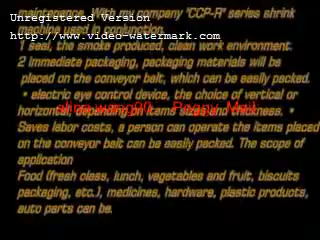 maintenance. With my company "CCP-R" series shrink
Unregistered Version
machine used in conjunction.
http://www.video-watermark.com
1 seal, the smoke produced, clean work environment.
2 immediate packaging, packaging materials will be
placed on the conveyor belt, which can be easily packed.
• electric eye control device, the choice of vertical or
horizontal, depending on items sizes and thickness. •
Saves labor costs, a person can operate the items placed
on the conveyor belt can be easily packed. The scope of
application
Food (fresh class, lunch, vegetables and fruit, biscuits
packaging, etc.), medicines, hardware, plastic products,
auto parts can be.